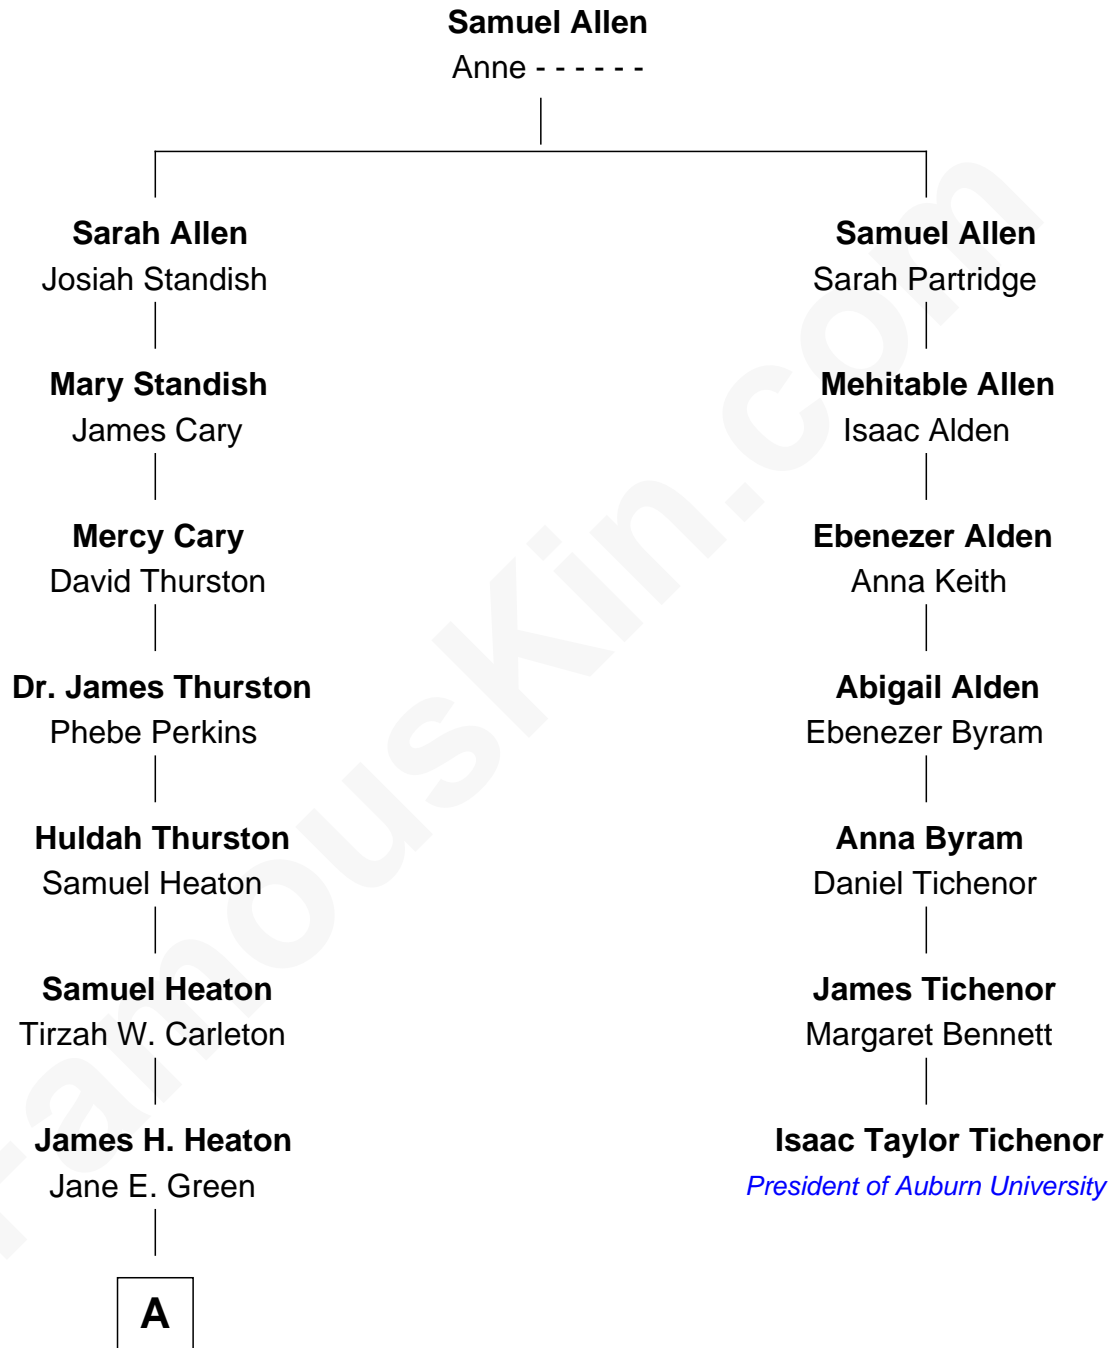 Samuel Allen
Anne - - - - - -
Sarah Allen
Josiah Standish
Samuel Allen
Sarah Partridge
Mary Standish
James Cary
Mehitable Allen
Isaac Alden
Mercy Cary
David Thurston
Ebenezer Alden
Anna Keith
Dr. James Thurston
Phebe Perkins
Abigail Alden
Ebenezer Byram
Huldah Thurston
Samuel Heaton
Anna Byram
Daniel Tichenor
Samuel Heaton
Tirzah W. Carleton
James Tichenor
Margaret Bennett
James H. Heaton
Jane E. Green
Isaac Taylor Tichenor
President of Auburn University
A
FamousKin.com